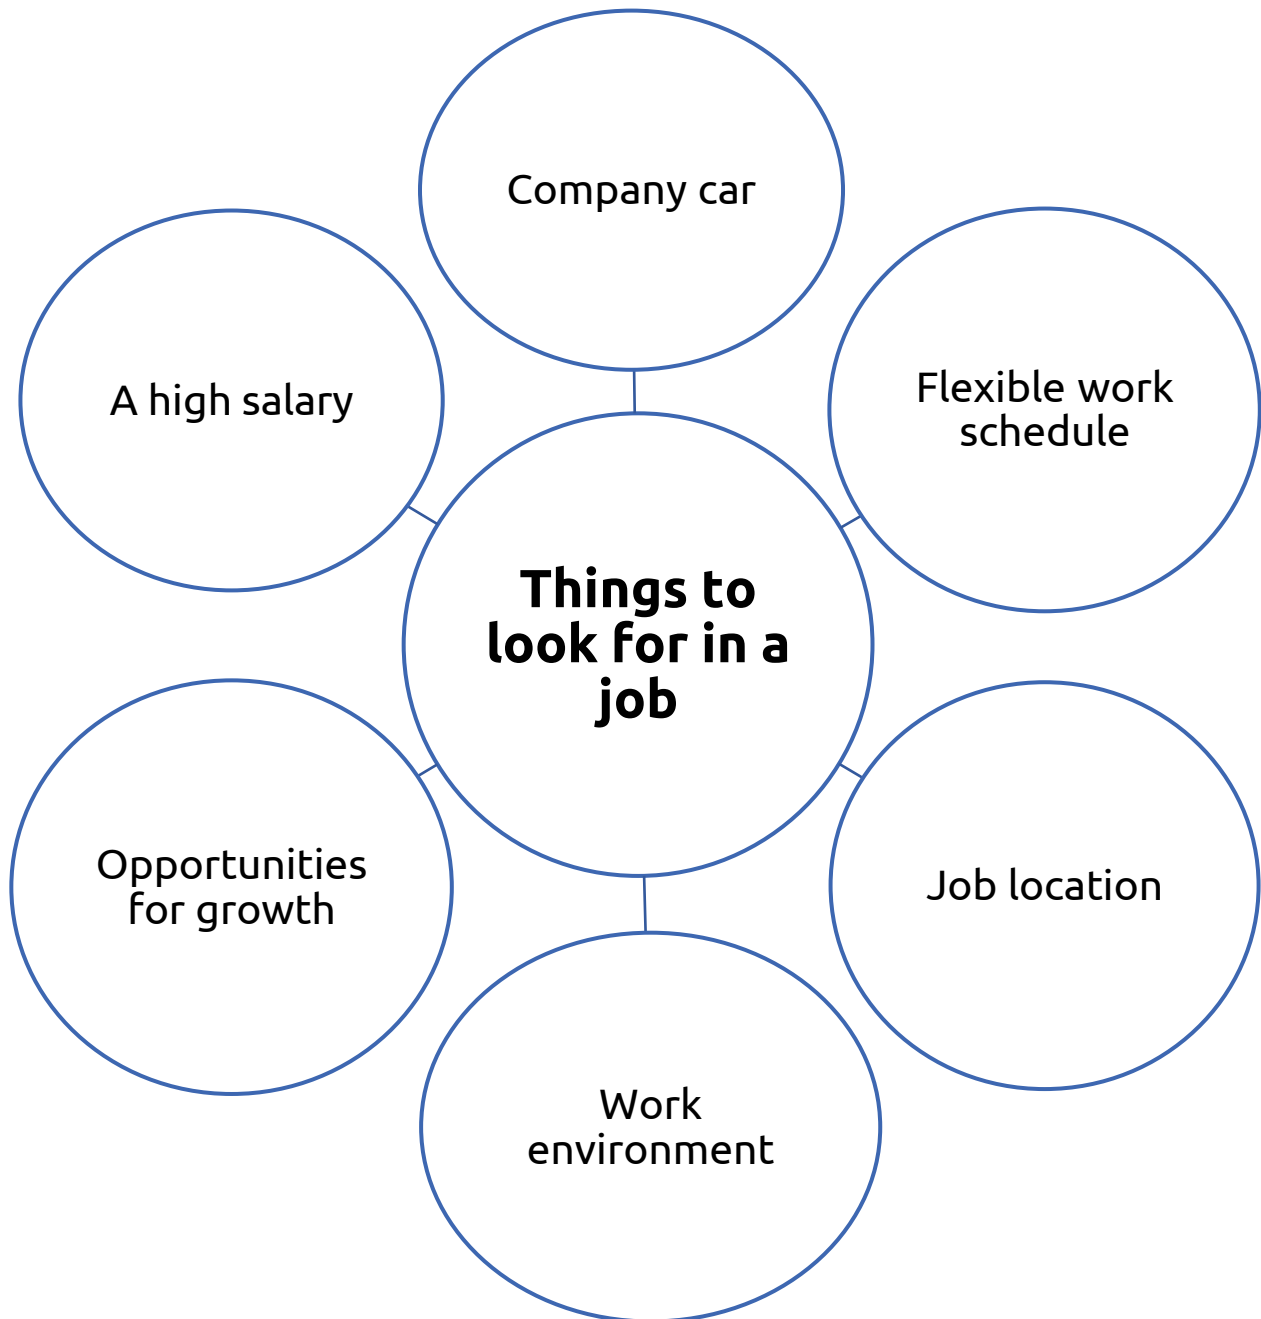 Company car
A high salary
Flexible work
schedule
Things to
look for in a
job
Opportunities
for growth
Job location
Work
environment